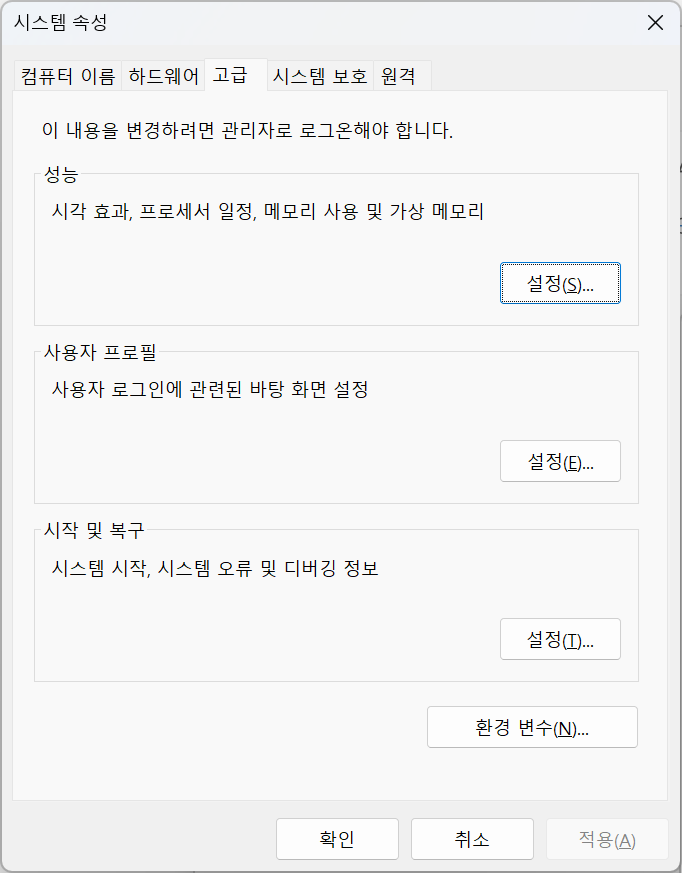 시스템 속성
컴퓨터 이름 하드웨어 고급 시스템 보호 원격
이 내용을 변경하려면 관리자로 로그온해야 합니다.
성능
시각 효과, 프로세서 일정, 메모리 사용 및 가상 메모리
설정(S)...
사용자 프로필
사용자 로그인에 관련된 바탕 화면 설정
설정(E)...
시작 및 복구
시스템 시작, 시스템 오류 및 디버깅 정보
설정(T)...
환경 변수(N)...
확인 취소 적용(A)